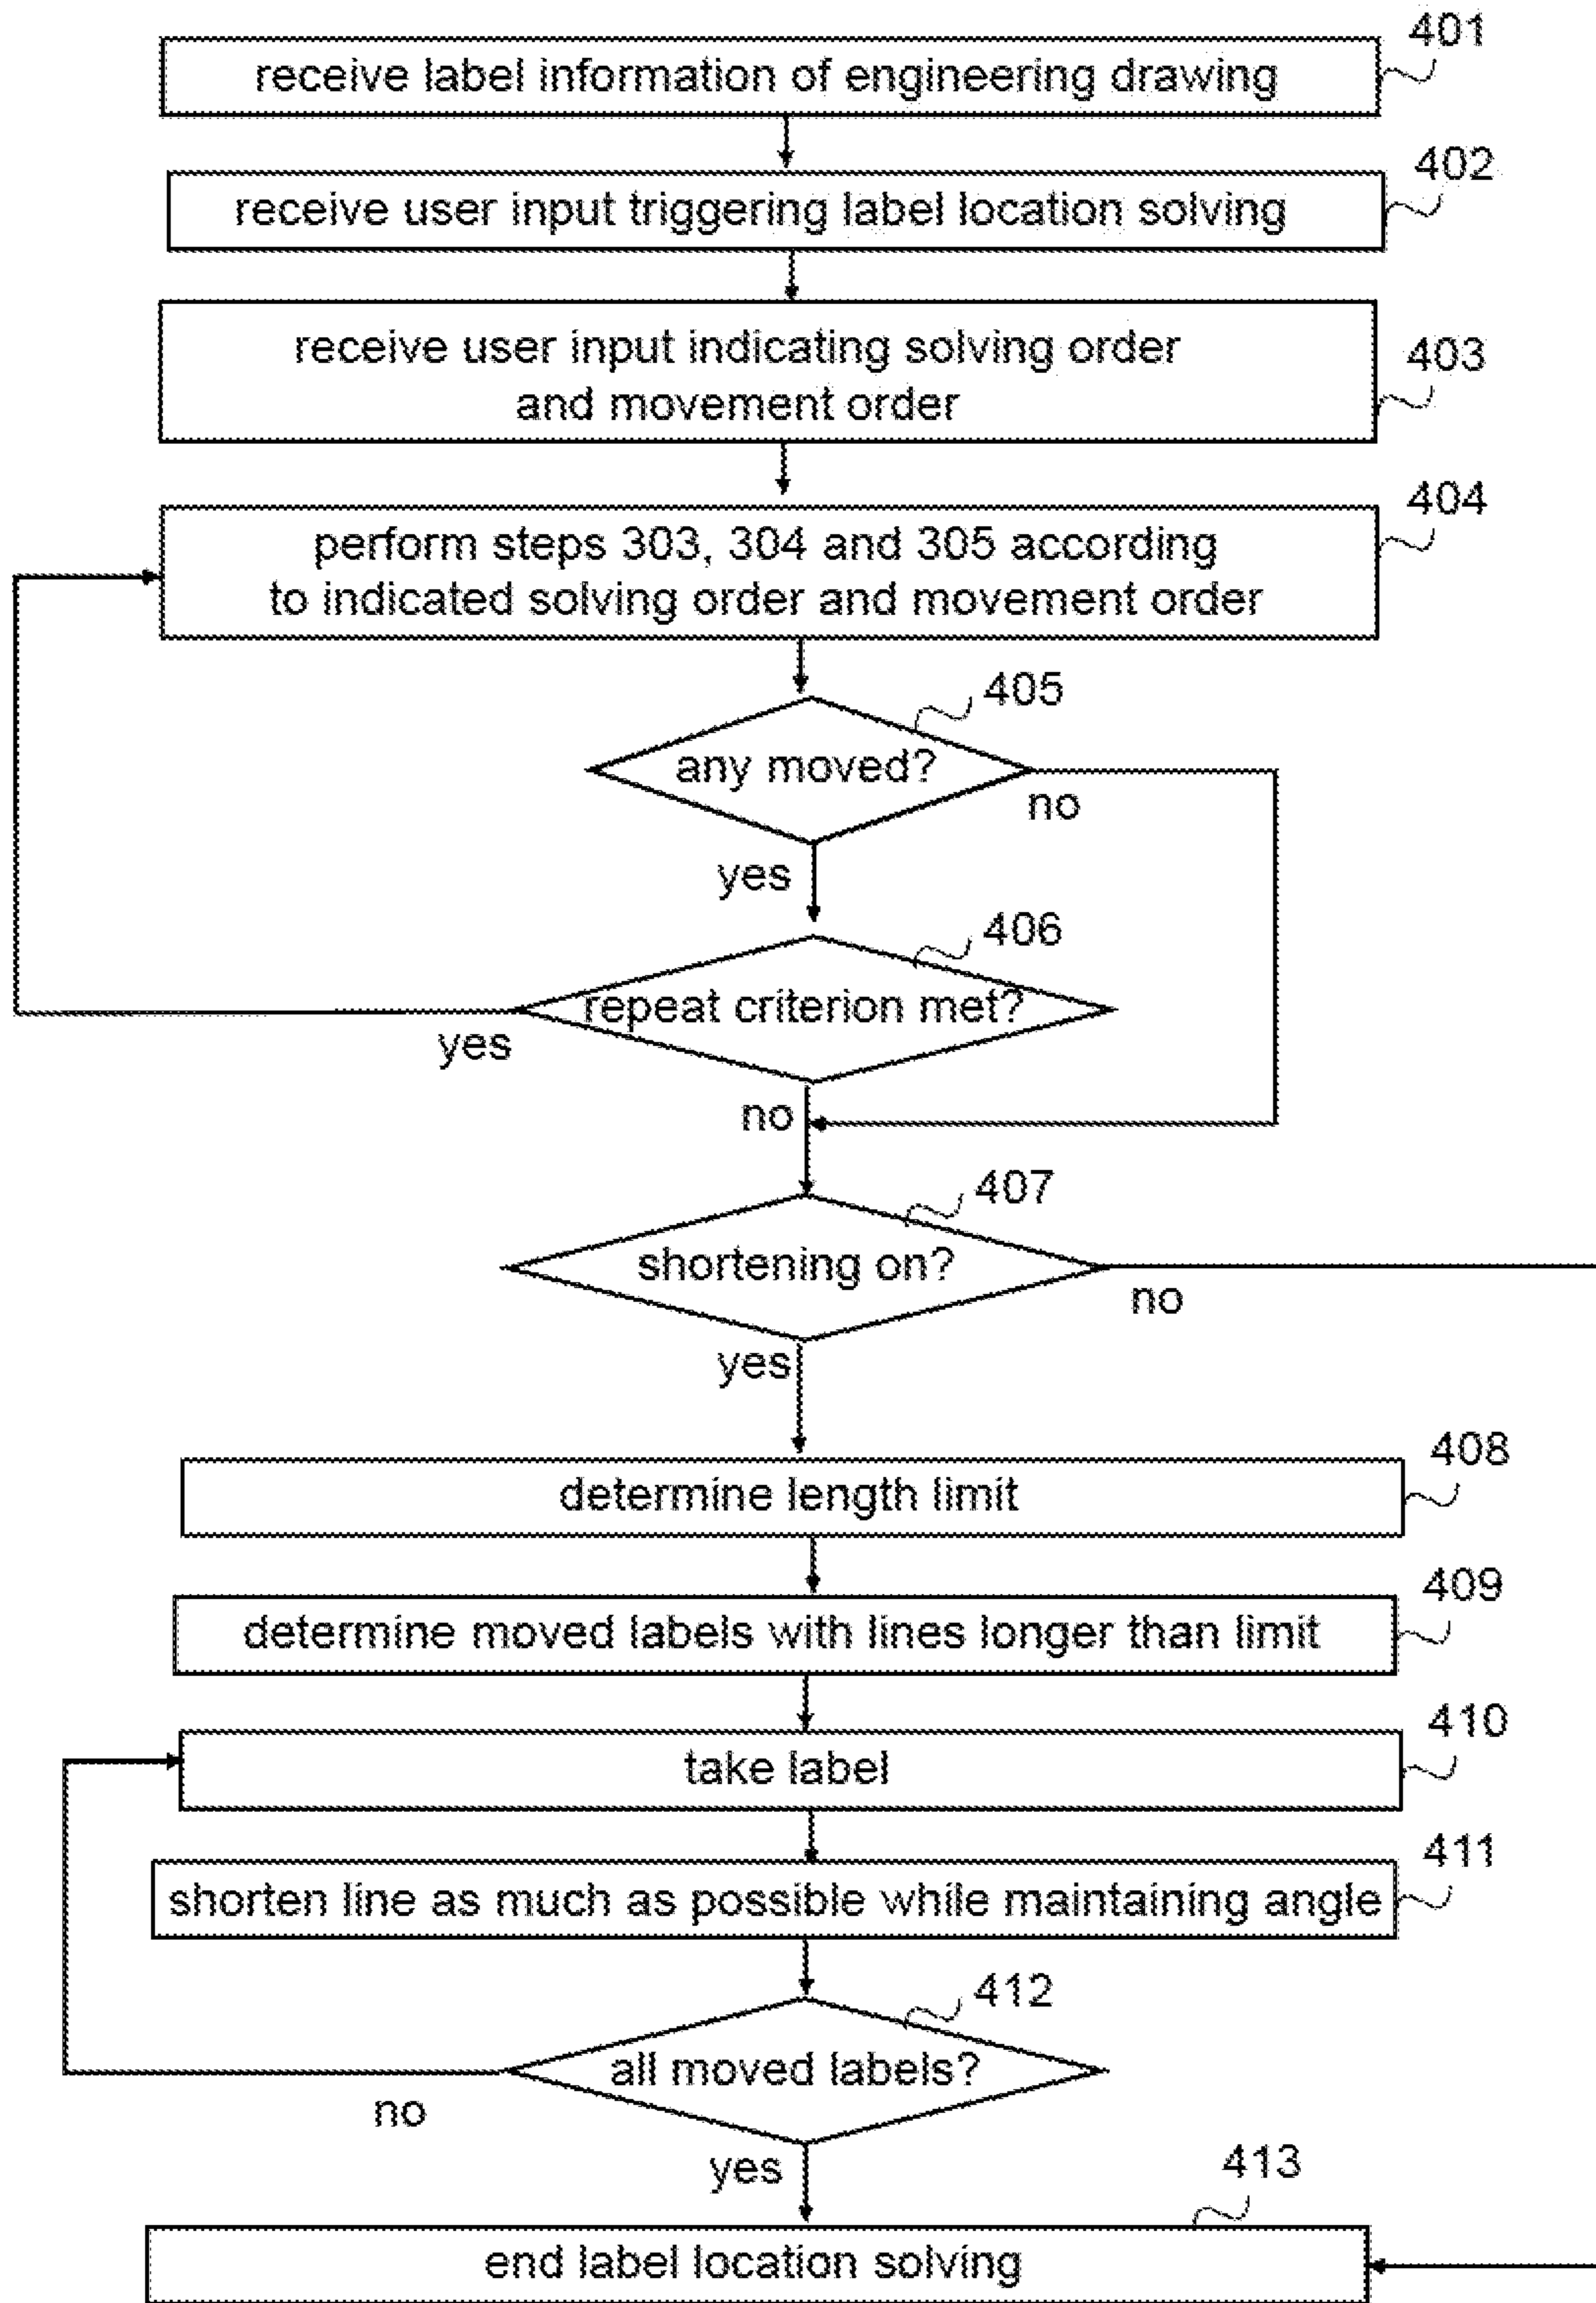 401
receive label information of engineering drawing
402
receive user input triggering label location solving
403
receive user input indicating solving order
and movement order
404
perform steps 303, 304 and 305 according
to indicated solving order and movement order
405
any moved?
no
yes
406
repeat criterion met?
yes
no
407
shortening on?
no
yes
408
determine length limit
409
determine moved labels with lines longer than limit
410
take label
411
shorten line as much as possible while maintaining angle
412
all moved labels?
no
yes
413
end label location solving